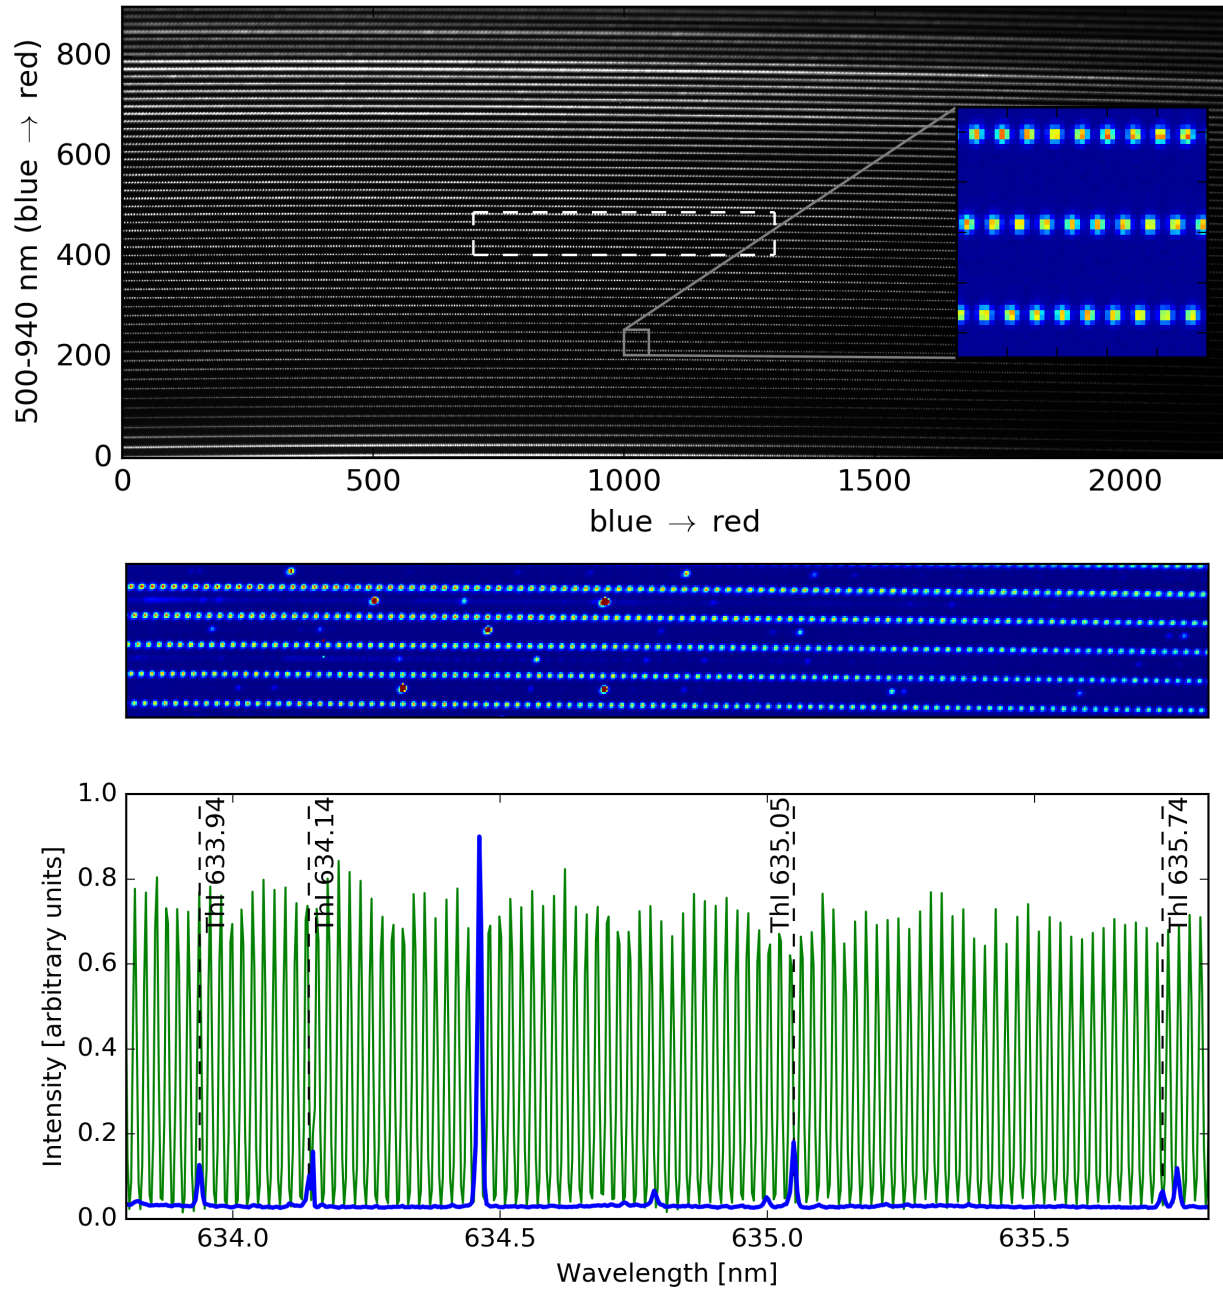 500-940 nm (blue → red)
800
600
400
200
0
0 500 1000 1500 2000
blue → red
Intensity [arbitrary units]
1.0
0.8
0.6
0.4
0.2
0.0
ThI 633.94
ThI 634.14
ThI 635.05
ThI 635.74
634.0 634.5 635.0 635.5
Wavelength [nm]